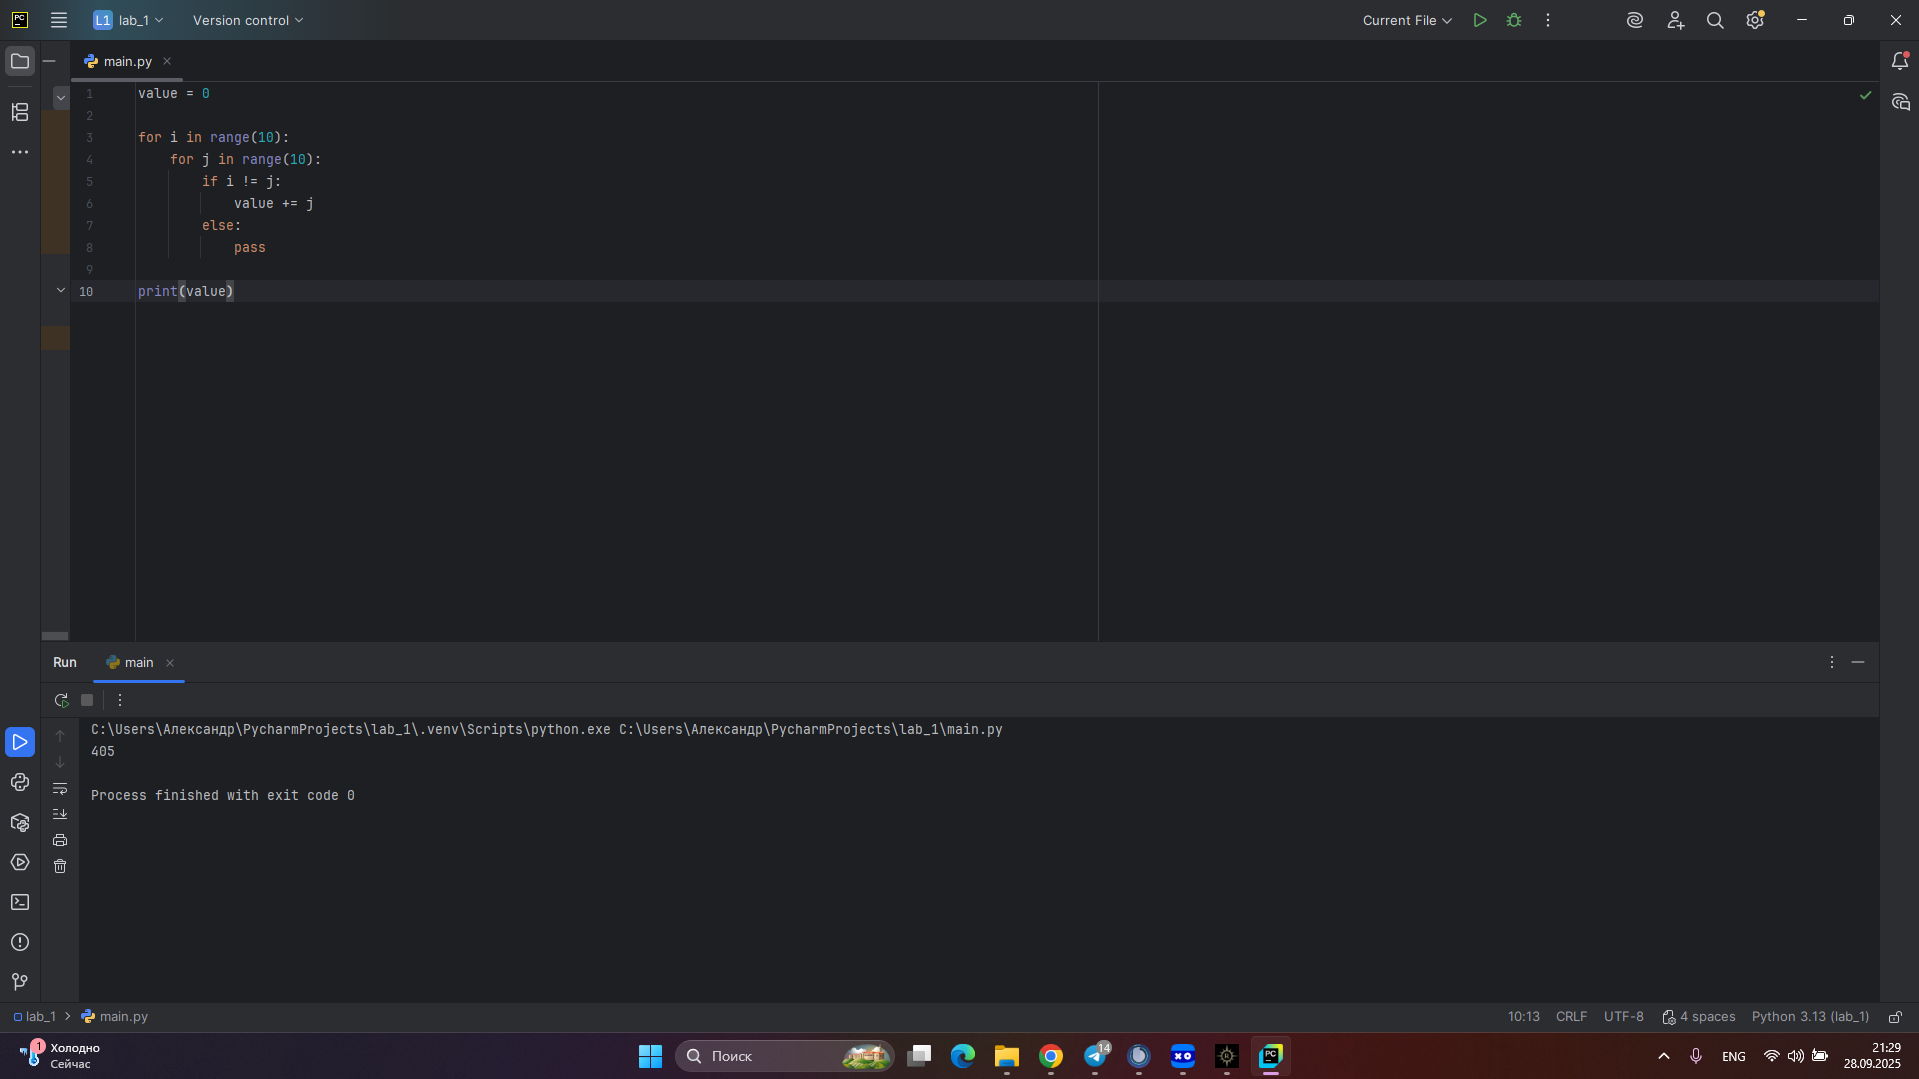 PC L1 lab_1 Version control Current File
main.py
1 value = 0
2
3 for i in range(10):
4     for j in range(10):
5         if i != j:
6             value += j
7         else:
8             pass
9
10 print(value)
Run main
C:\Users\Александр\PycharmProjects\lab_1\.venv\Scripts\python.exe C:\Users\Александр\PycharmProjects\lab_1\main.py
405
Process finished with exit code 0
lab_1 > main.py 10:13 CRLF UTF-8 4 spaces Python 3.13 (lab_1)
1 Холодно
Сейчас
Поиск
14
XO
R
PC
ENG
21:29
28.09.2025